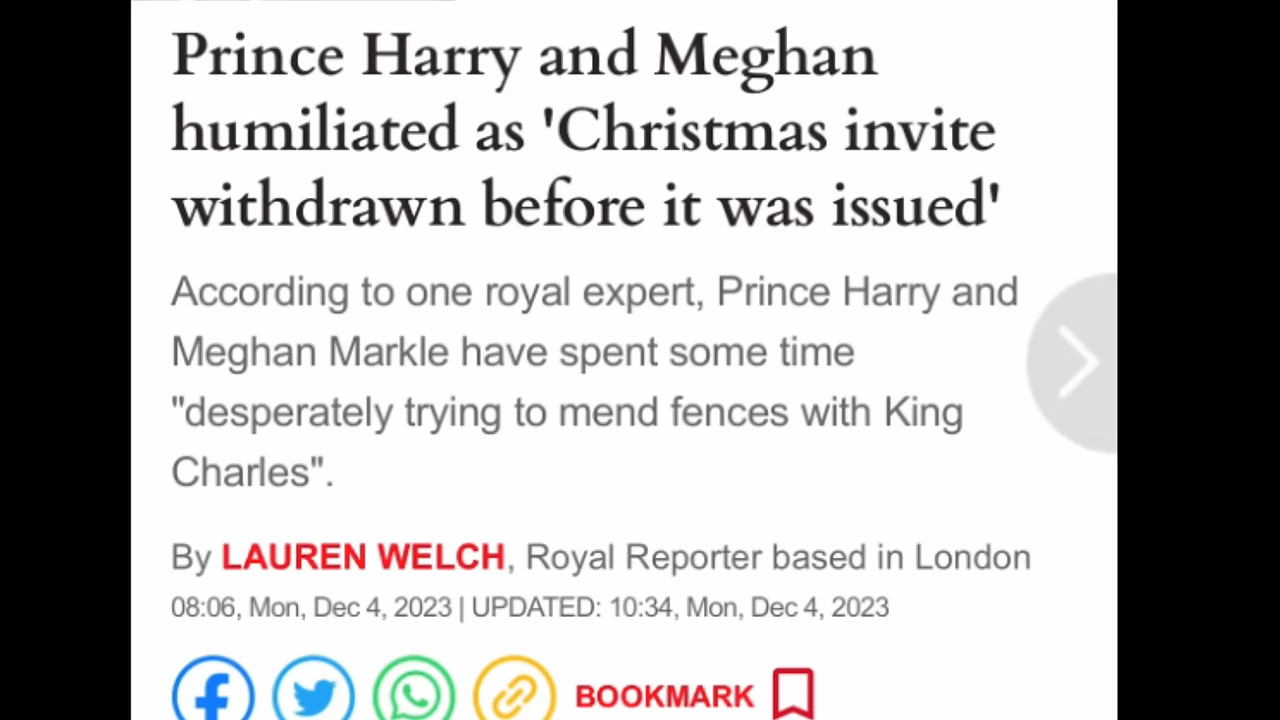 Prince Harry and Meghan
humiliated as 'Christmas invite
withdrawn before it was issued'
According to one royal expert, Prince Harry and
Meghan Markle have spent some time
"desperately trying to mend fences with King
Charles".
By LAUREN WELCH, Royal Reporter based in London
08:06, Mon, Dec 4, 2023 | UPDATED: 10:34, Mon, Dec 4, 2023
BOOKMARK